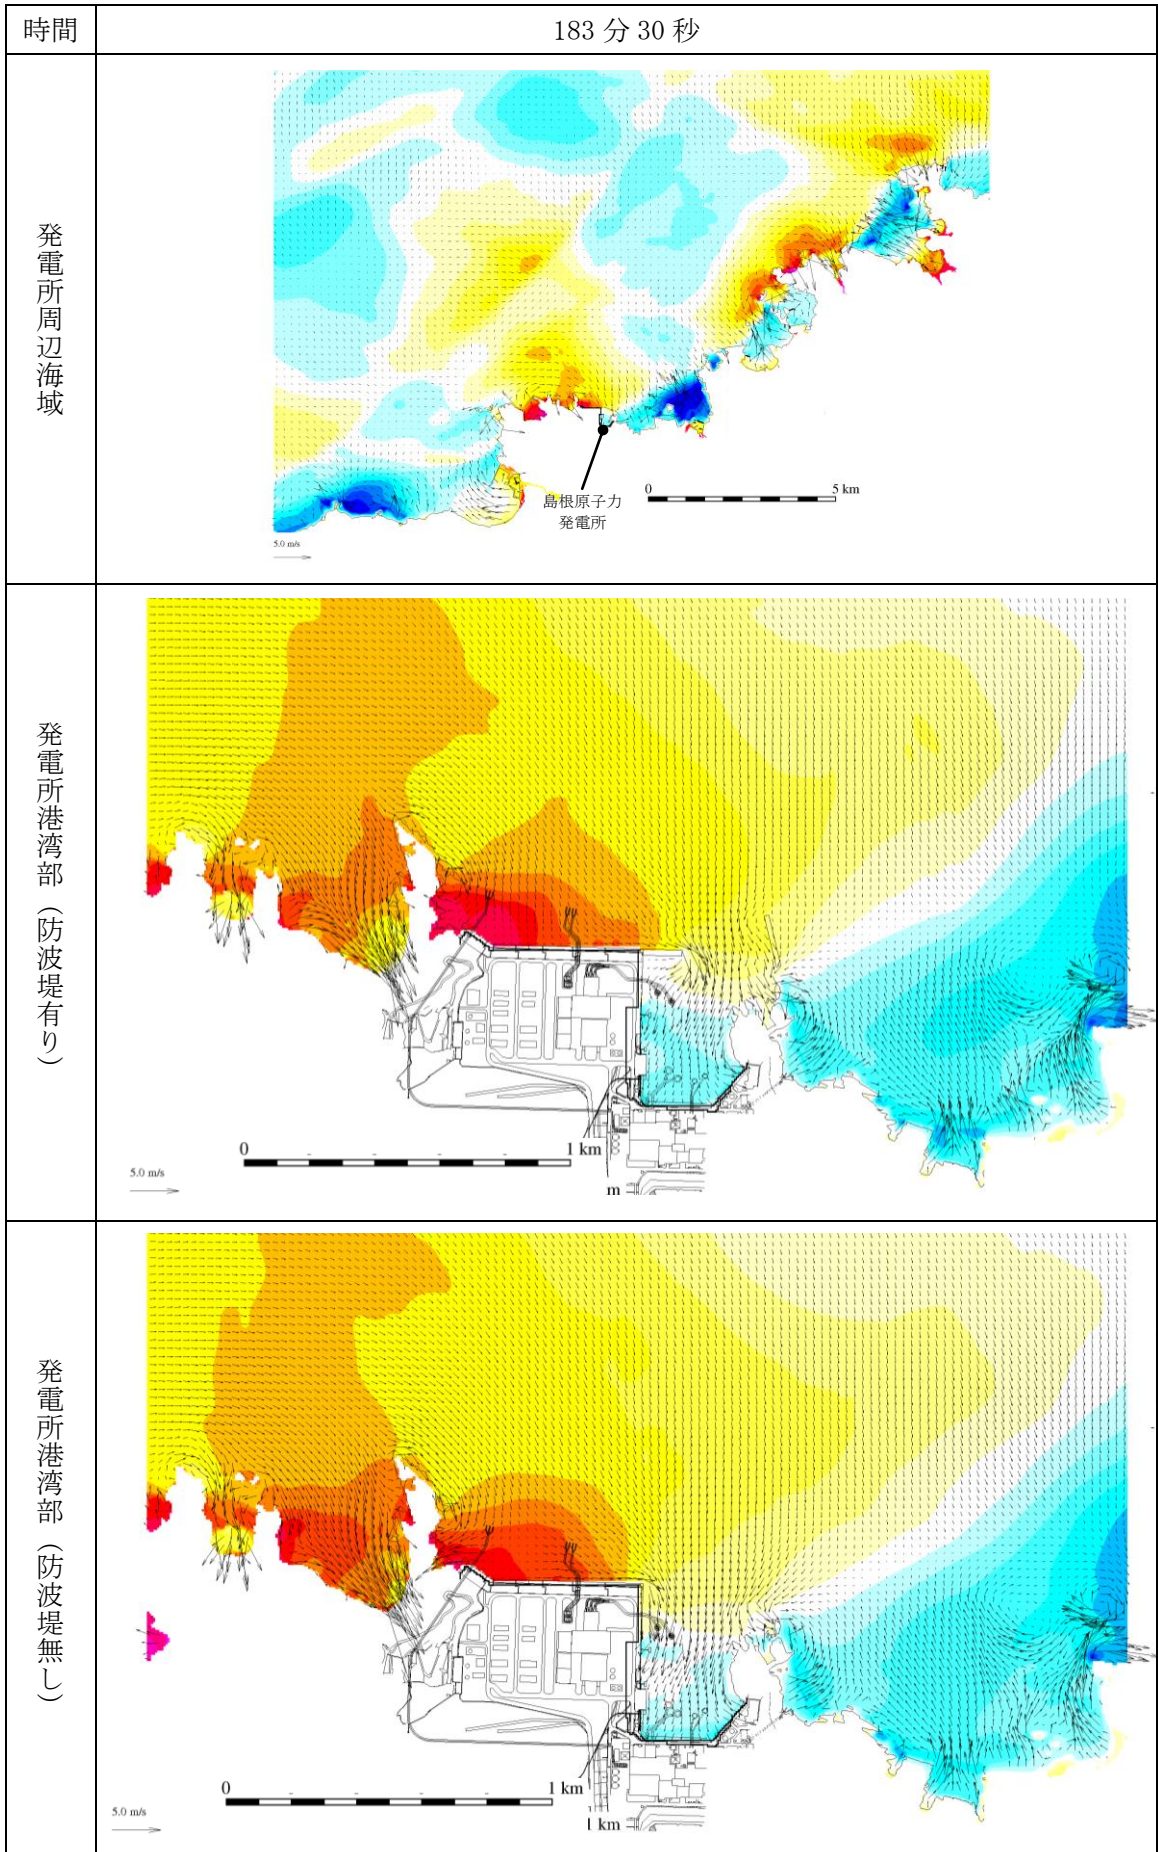 時間
183 分 30 秒
発電所周辺海域
島根原子力
発電所
0
5 km
5.0 m/s
発電所港湾部（防波堤有り）
0
1 km
5.0 m/s
m
発電所港湾部（防波堤無し）
0
1 km
5.0 m/s
1 km